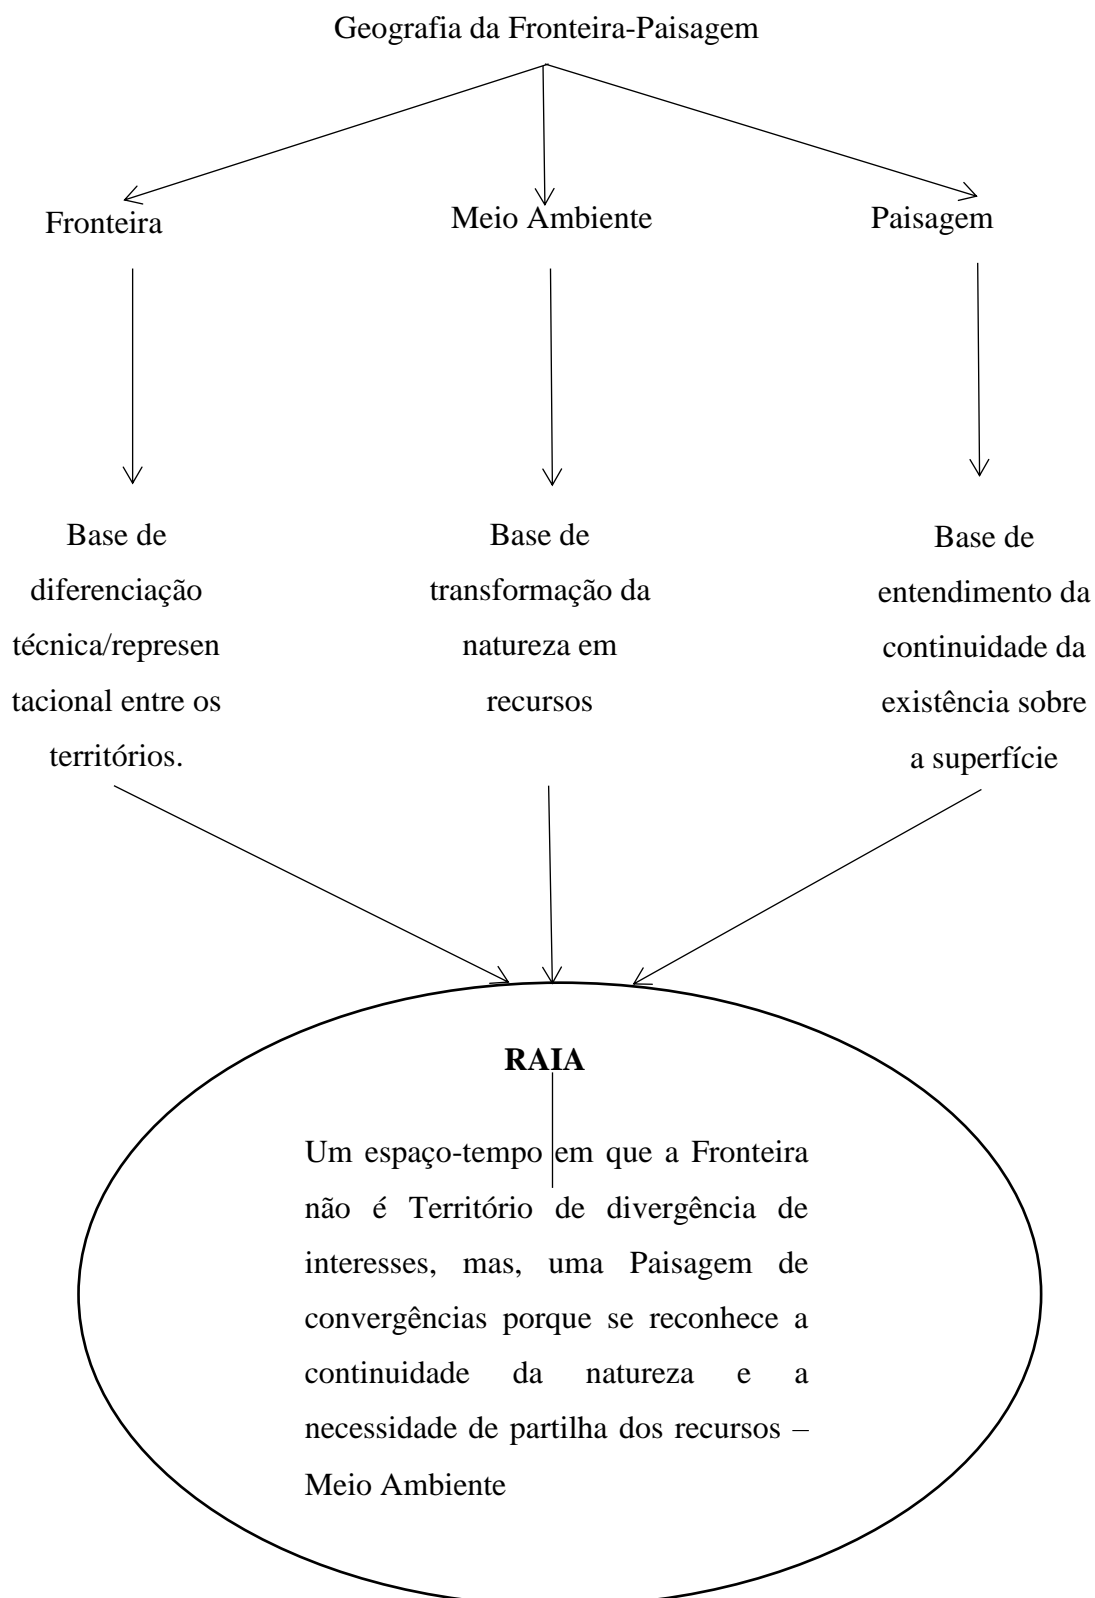 Geografia da Fronteira-Paisagem
Fronteira
Meio Ambiente
Paisagem
Base de
diferenciação
técnica/represen
tacional entre os
territórios.
Base de
transformação da
natureza em
recursos
Base de
entendimento da
continuidade da
existência sobre
a superfície
RAIA
Um espaço-tempo em que a Fronteira
não é Território de divergência de
interesses, mas, uma Paisagem de
convergências porque se reconhece a
continuidade da natureza e a
necessidade de partilha dos recursos –
Meio Ambiente